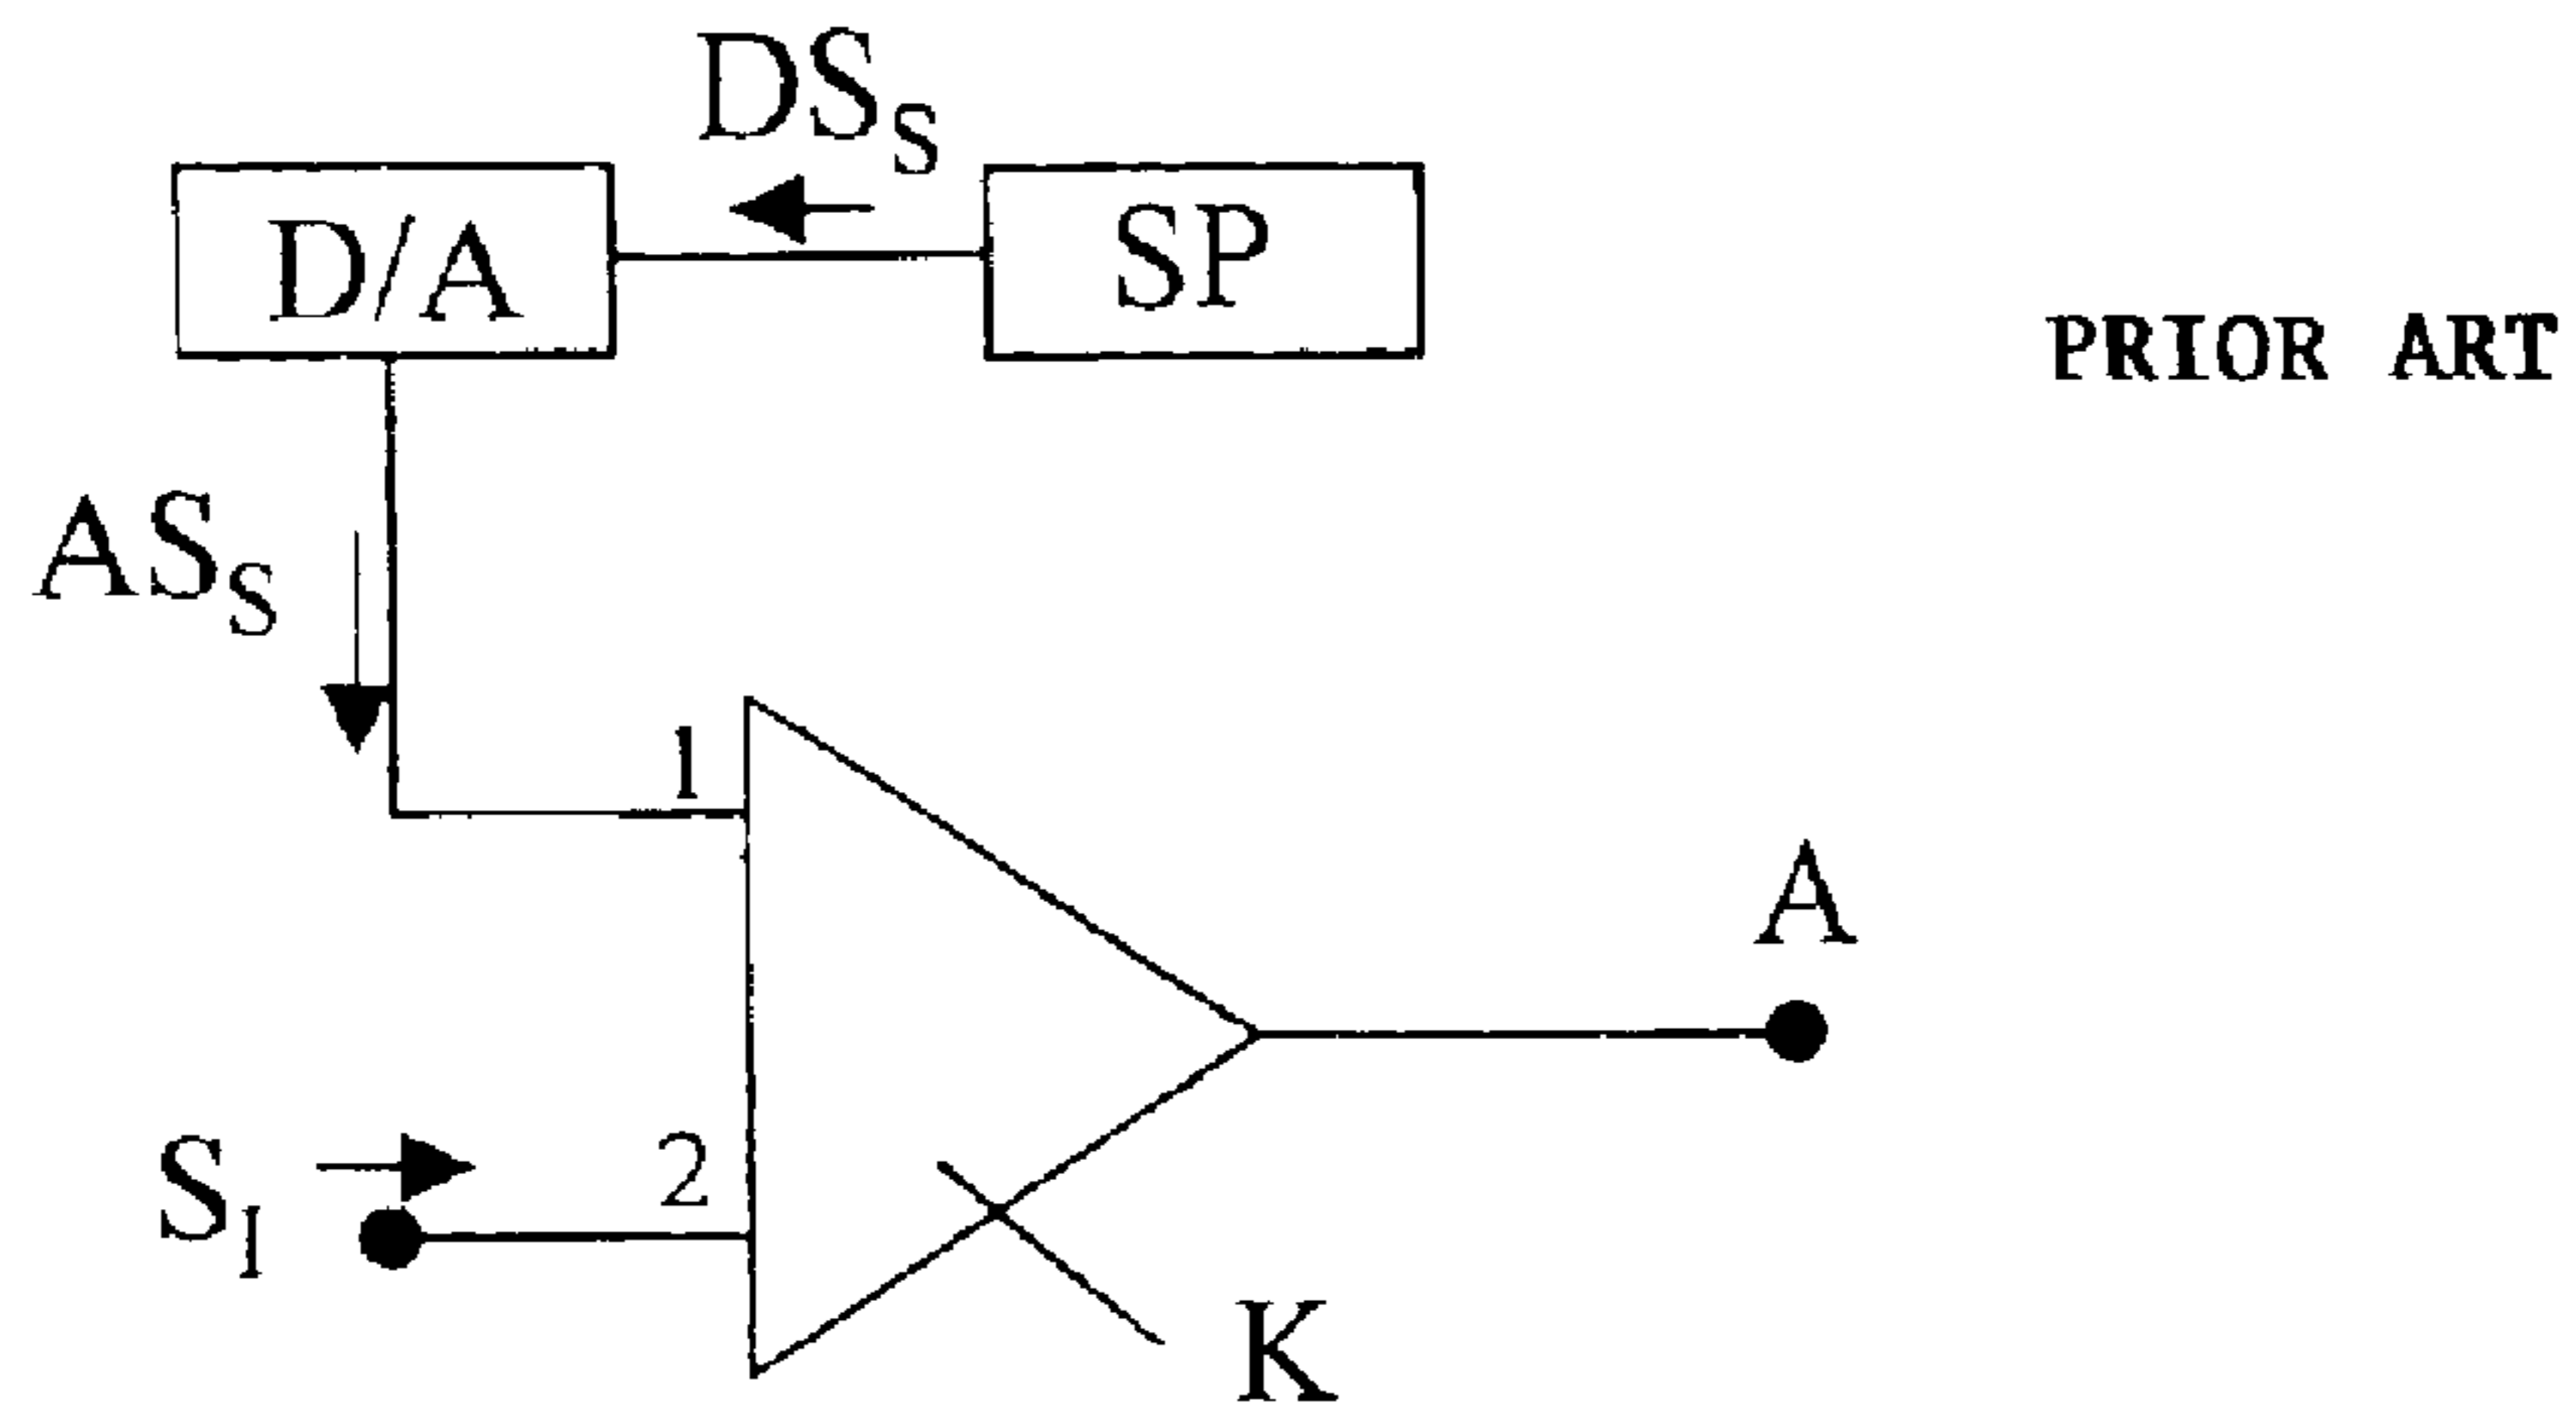 DS_S
D/A
SP
PRIOR ART
AS_S
1
A
S_I
2
K